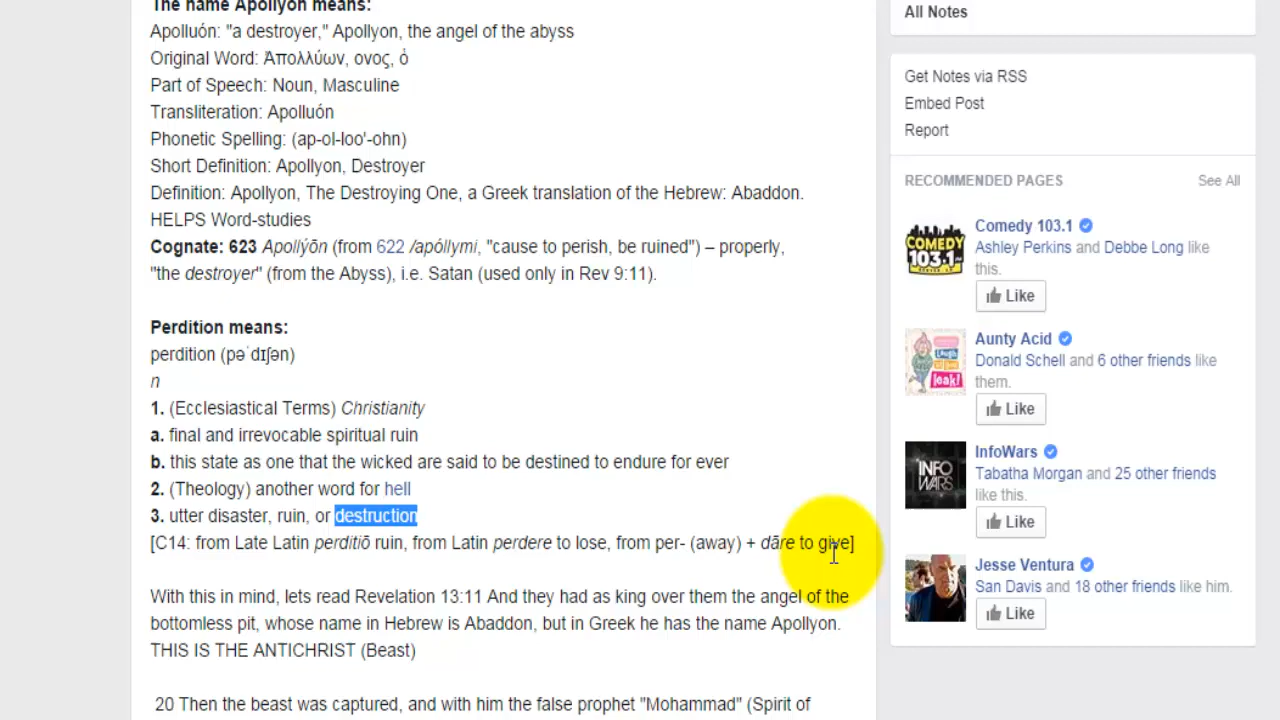 The name Apollyon means:
Apolluón: "a destroyer," Apollyon, the angel of the abyss
Original Word: Ἀπολλύων, ονος, ὁ
Part of Speech: Noun, Masculine
Transliteration: Apolluón
Phonetic Spelling: (ap-ol-loo'-ohn)
Short Definition: Apollyon, Destroyer
Definition: Apollyon, The Destroying One, a Greek translation of the Hebrew: Abaddon.
HELPS Word-studies
Cognate: 623 Apollýōn (from 622 /apóllymi, "cause to perish, be ruined") – properly,
"the destroyer" (from the Abyss), i.e. Satan (used only in Rev 9:11).
Perdition means:
perdition (pəˈdɪʃən)
n
1. (Ecclesiastical Terms) Christianity
a. final and irrevocable spiritual ruin
b. this state as one that the wicked are said to be destined to endure for ever
2. (Theology) another word for hell
3. utter disaster, ruin, or destruction
[C14: from Late Latin perditiō ruin, from Latin perdere to lose, from per- (away) + dāre to give]
With this in mind, lets read Revelation 13:11 And they had as king over them the angel of the
bottomless pit, whose name in Hebrew is Abaddon, but in Greek he has the name Apollyon.
THIS IS THE ANTICHRIST (Beast)
20 Then the beast was captured, and with him the false prophet "Mohammad" (Spirit of
All Notes
Get Notes via RSS
Embed Post
Report
RECOMMENDED PAGES See All
COMEDY
103.1
Comedy 103.1
Ashley Perkins and Debbe Long like
this.
Like
Aunty Acid
Donald Schell and 6 other friends like
them.
Like
INFO
WARS
InfoWars
Tabatha Morgan and 25 other friends
like this.
Like
Jesse Ventura
San Davis and 18 other friends like him.
Like